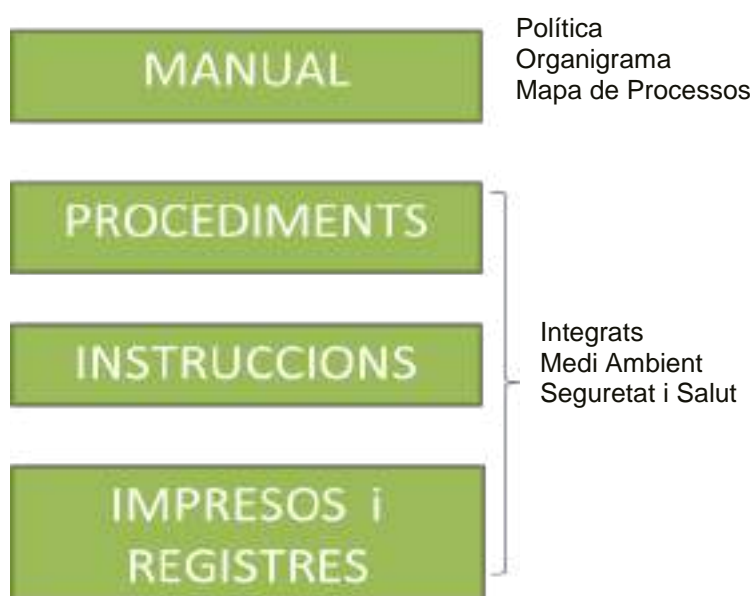 MANUAL
Política
Organigrama
Mapa de Processos
PROCEDIMENTS
INSTRUCCIONS
IMPRESOS i
REGISTRES
Integrats
Medi Ambient
Seguretat i Salut